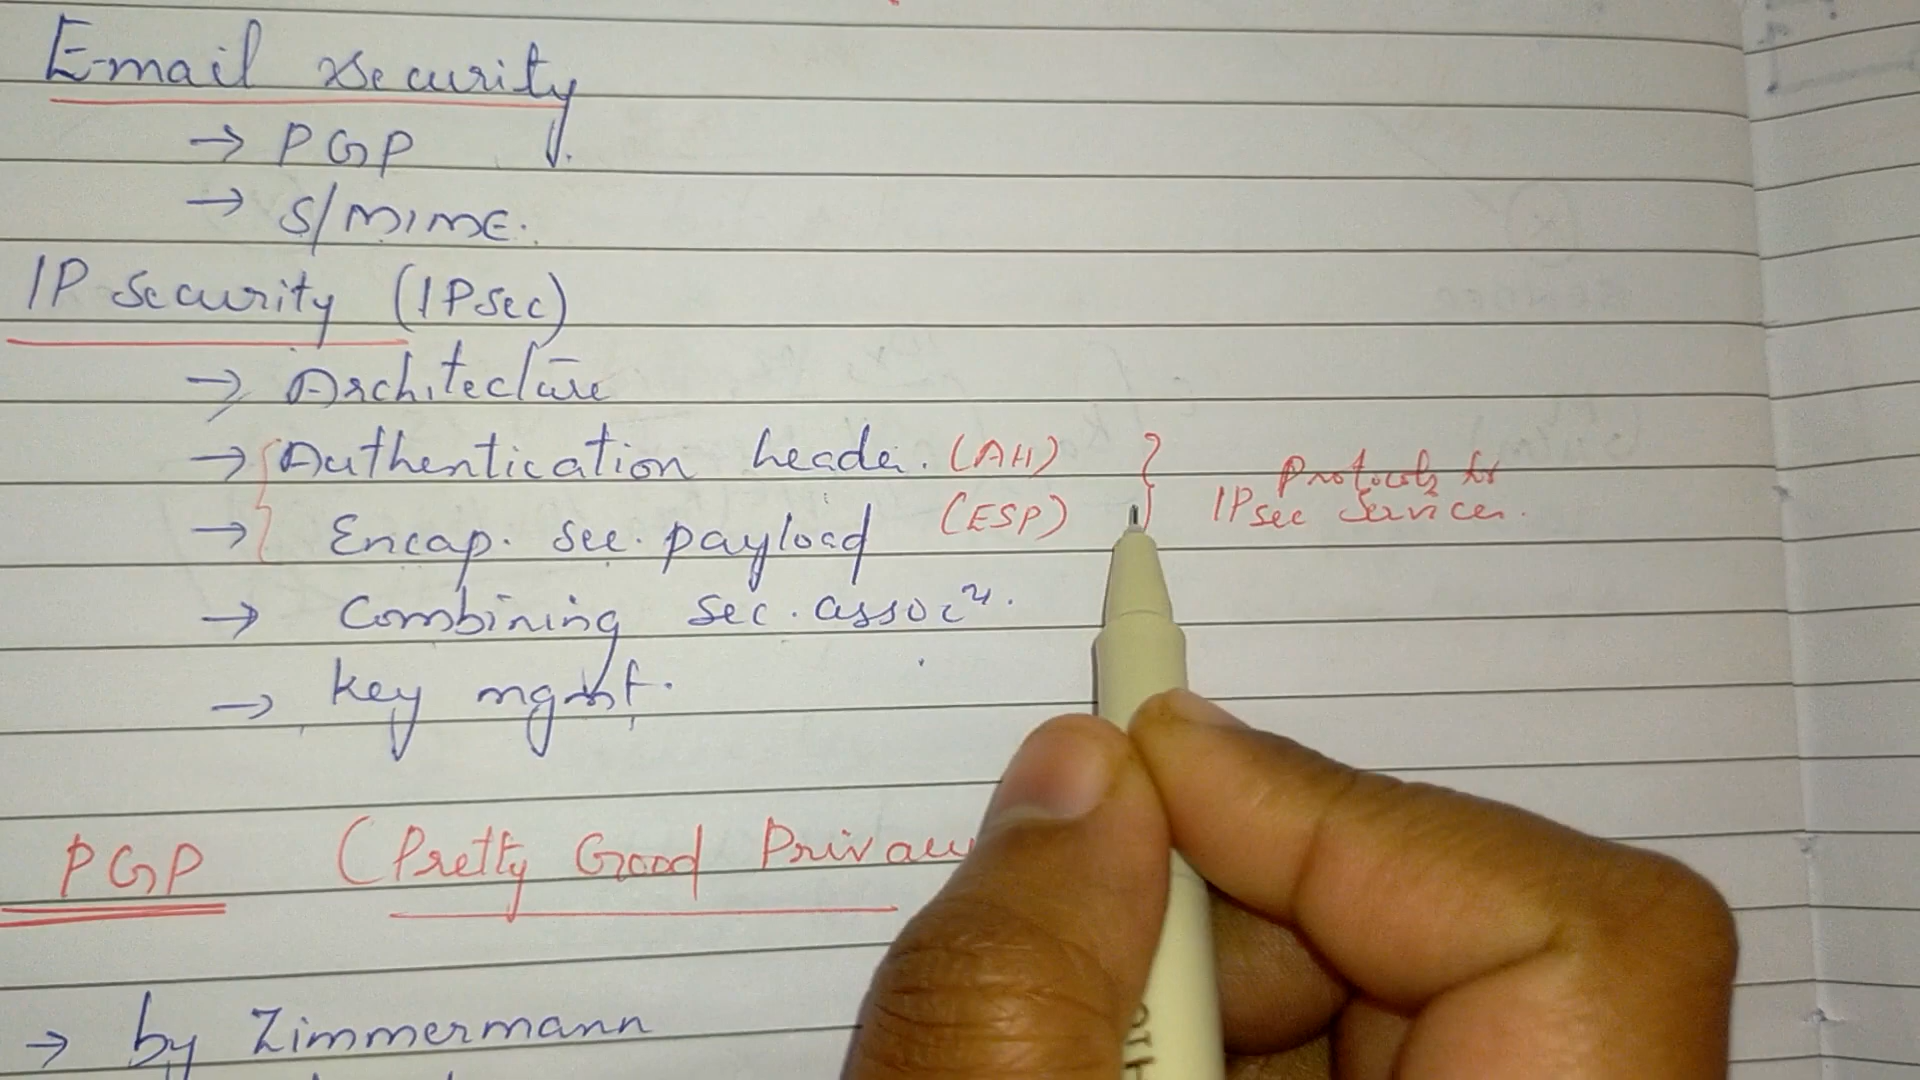 E-mail Security
→ PGP
→ S/MIME.
IP Security (IPsec)
→ Architecture
→ Authentication header. (AH)
→ Encap. sec. payload (ESP)
Protocols for
IPsec Services.
→ Combining sec. assocn.
→ key mgmt.
PGP (Pretty Good Privacy
→ by Zimmermann